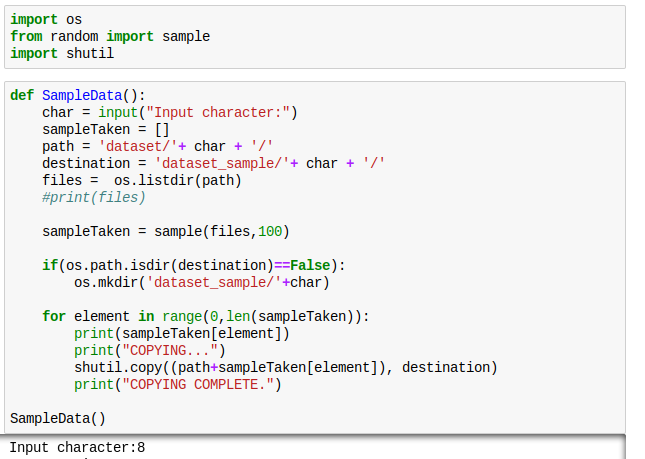 import os
from random import sample
import shutil
def SampleData():
    char = input("Input character:")
    sampleTaken = []
    path = 'dataset/'+ char + '/'
    destination = 'dataset_sample/'+ char + '/'
    files =  os.listdir(path)
    #print(files)
    sampleTaken = sample(files,100)
    if(os.path.isdir(destination)==False):
        os.mkdir('dataset_sample/'+char)
    for element in range(0,len(sampleTaken)):
        print(sampleTaken[element])
        print("COPYING...")
        shutil.copy((path+sampleTaken[element]), destination)
        print("COPYING COMPLETE.")
SampleData()
Input character:8